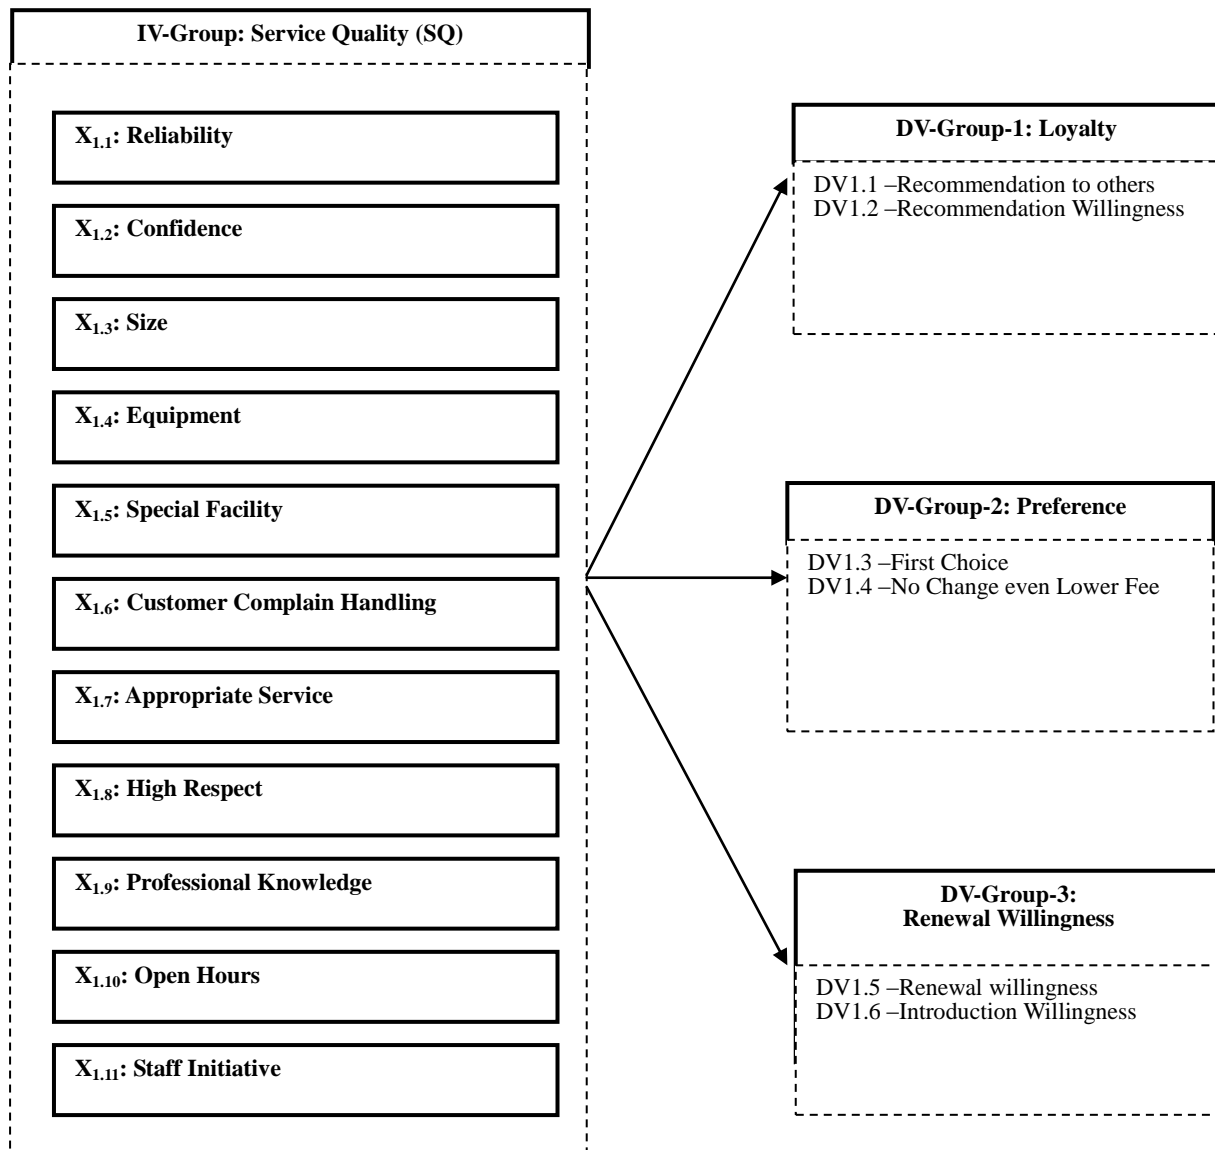 IV-Group: Service Quality (SQ)
X1.1: Reliability
X1.2: Confidence
X1.3: Size
X1.4: Equipment
X1.5: Special Facility
X1.6: Customer Complain Handling
X1.7: Appropriate Service
X1.8: High Respect
X1.9: Professional Knowledge
X1.10: Open Hours
X1.11: Staff Initiative
DV-Group-1: Loyalty
DV1.1 –Recommendation to others
DV1.2 –Recommendation Willingness
DV-Group-2: Preference
DV1.3 –First Choice
DV1.4 –No Change even Lower Fee
DV-Group-3:
Renewal Willingness
DV1.5 –Renewal willingness
DV1.6 –Introduction Willingness